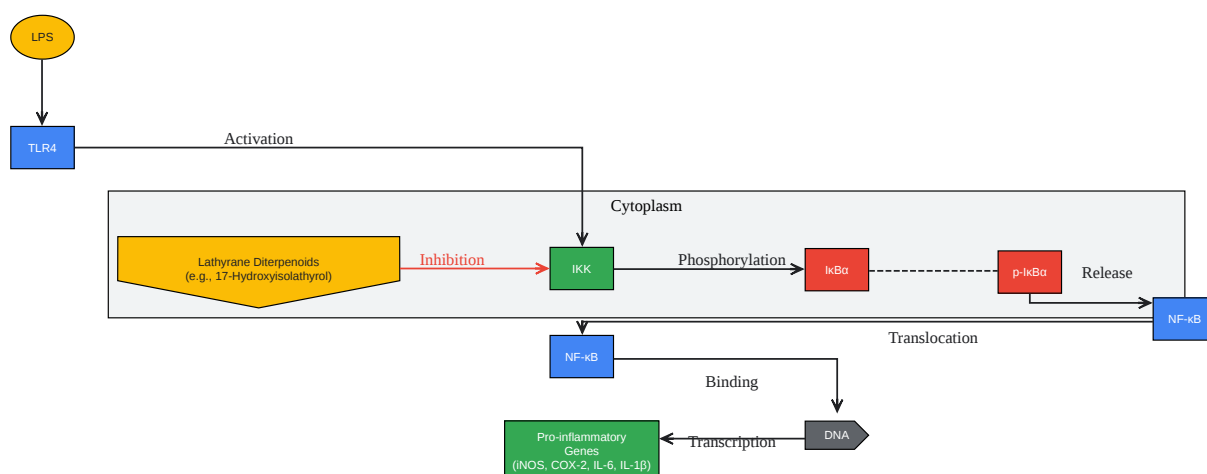 LPS
TLR4
Activation
Cytoplasm
Lathyrane Diterpenoids
(e.g., 17-Hydroxyisolathyrol)
Inhibition
IKK
Phosphorylation
IκBα
p-IκBα
Release
NF-κB
Translocation
NF-κB
Binding
DNA
Transcription
Pro-inflammatory
Genes
(iNOS, COX-2, IL-6, IL-1β)